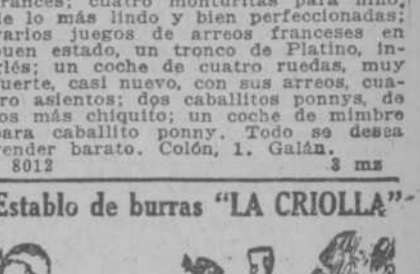 frances; cuatro monturitas para niño,
de lo más lindo y bien perfeccionadas;
varios juegos de arreos franceses en
buen estado, un tronco de Platino, in-
glés; un coche de cuatro ruedas, muy
fuerte, casi nuevo, con sus arreos, cua-
tro asientos; dos caballitos ponnys, de
los más chiquito; un coche de mimbre
para caballito ponny. Todo se desea
vender barato. Colón, 1. Galán.
8012 3 mz
Establo de burras "LA CRIOLLA"